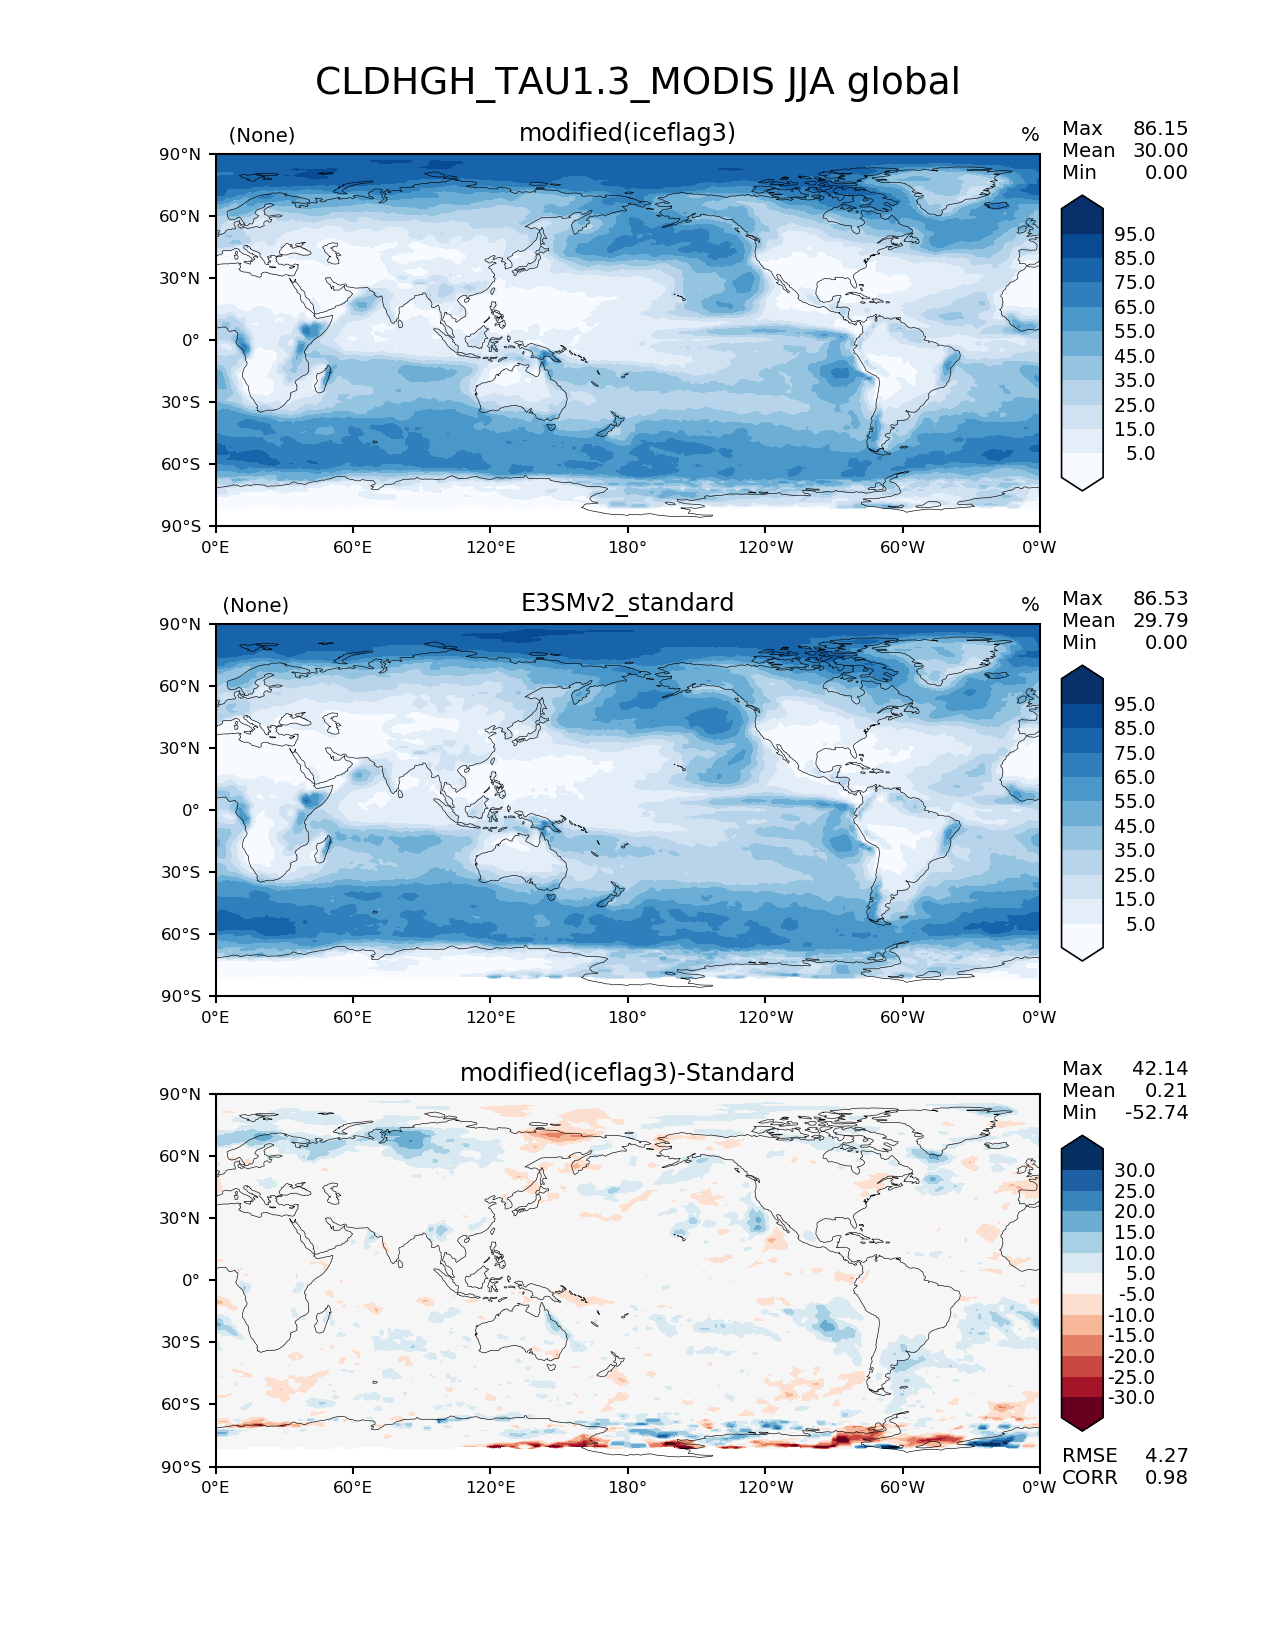 CLDHGH_TAU1.3_MODIS JJA global
(None) modified(iceflag3) %
Max 86.15
Mean 30.00
Min 0.00
90°N
60°N
30°N
0°
30°S
60°S
90°S
0°E 60°E 120°E 180° 120°W 60°W 0°W
95.0
85.0
75.0
65.0
55.0
45.0
35.0
25.0
15.0
5.0
(None) E3SMv2_standard %
Max 86.53
Mean 29.79
Min 0.00
90°N
60°N
30°N
0°
30°S
60°S
90°S
0°E 60°E 120°E 180° 120°W 60°W 0°W
95.0
85.0
75.0
65.0
55.0
45.0
35.0
25.0
15.0
5.0
modified(iceflag3)-Standard
Max 42.14
Mean 0.21
Min -52.74
90°N
60°N
30°N
0°
30°S
60°S
90°S
0°E 60°E 120°E 180° 120°W 60°W 0°W
30.0
25.0
20.0
15.0
10.0
5.0
-5.0
-10.0
-15.0
-20.0
-25.0
-30.0
RMSE 4.27
CORR 0.98